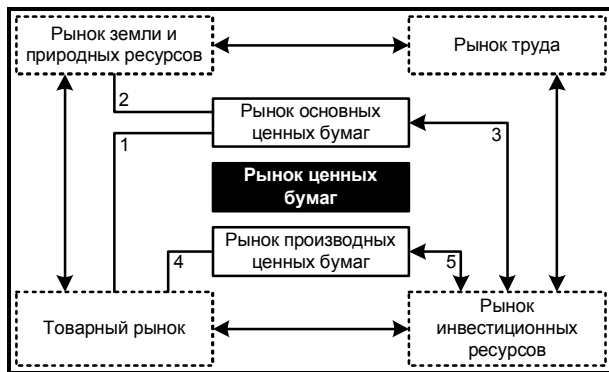 Рынок земли и
природных ресурсов
Рынок труда
2
Рынок основных
ценных бумаг
1
3
Рынок ценных
бумаг
Рынок производных
ценных бумаг
4
5
Товарный рынок
Рынок
инвестиционных
ресурсов